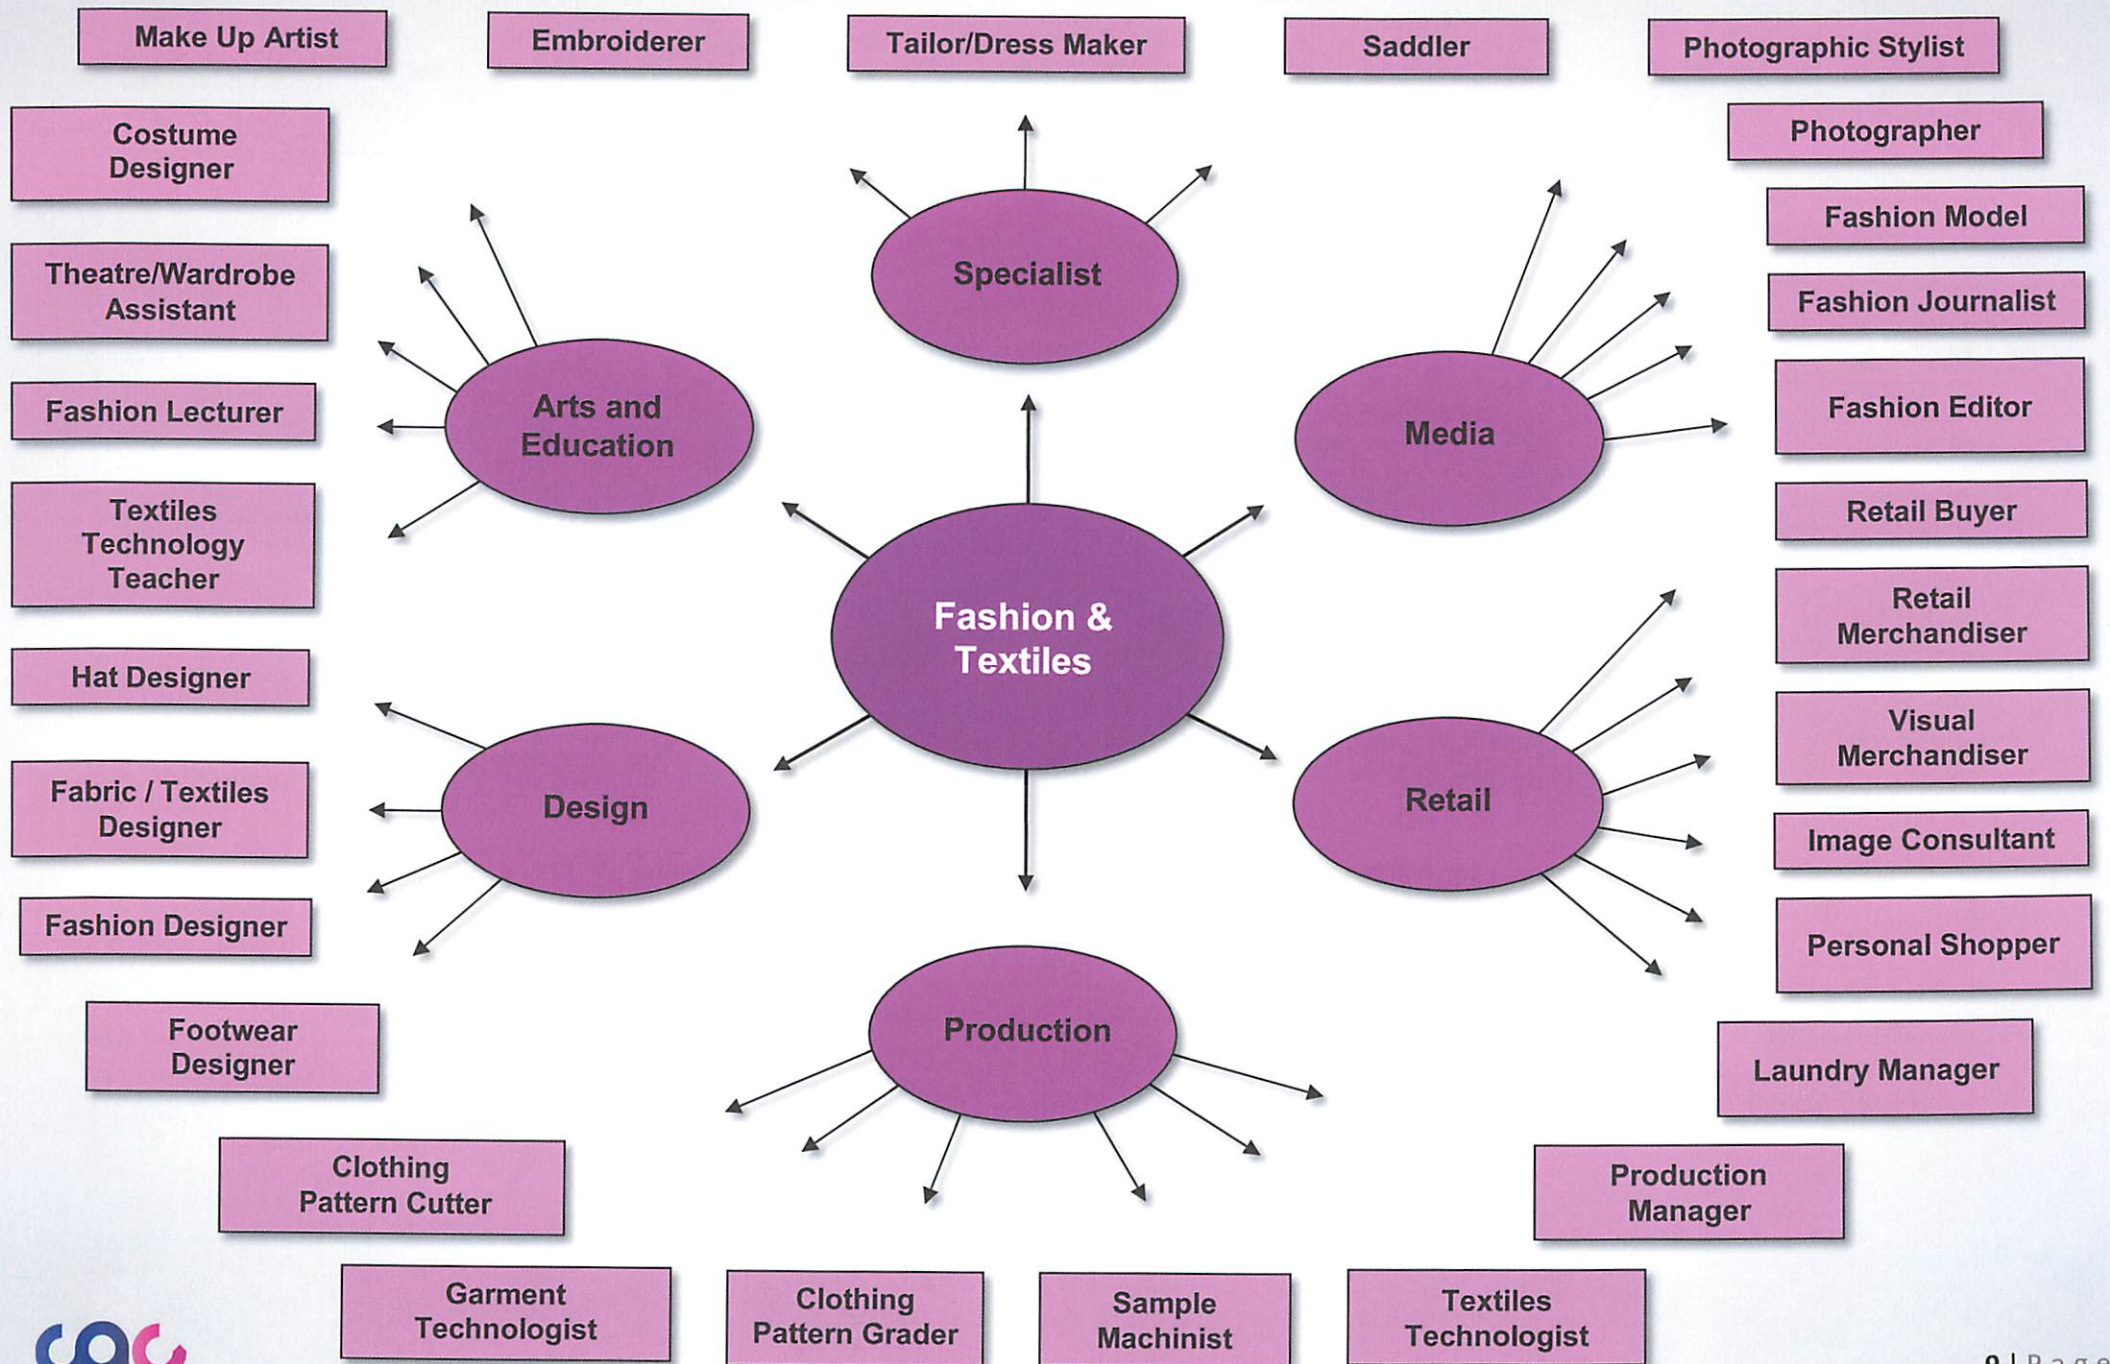 Make Up Artist
Embroiderer
Tailor/Dress Maker
Saddler
Photographic Stylist
Costume
Designer
Photographer
Fashion Model
Theatre/Wardrobe
Assistant
Specialist
Fashion Journalist
Fashion Lecturer
Arts and
Education
Media
Fashion Editor
Textiles
Technology
Teacher
Retail Buyer
Fashion &
Textiles
Retail
Merchandiser
Hat Designer
Visual
Merchandiser
Fabric / Textiles
Designer
Design
Retail
Image Consultant
Fashion Designer
Personal Shopper
Footwear
Designer
Production
Laundry Manager
Clothing
Pattern Cutter
Production
Manager
Garment
Technologist
Clothing
Pattern Grader
Sample
Machinist
Textiles
Technologist